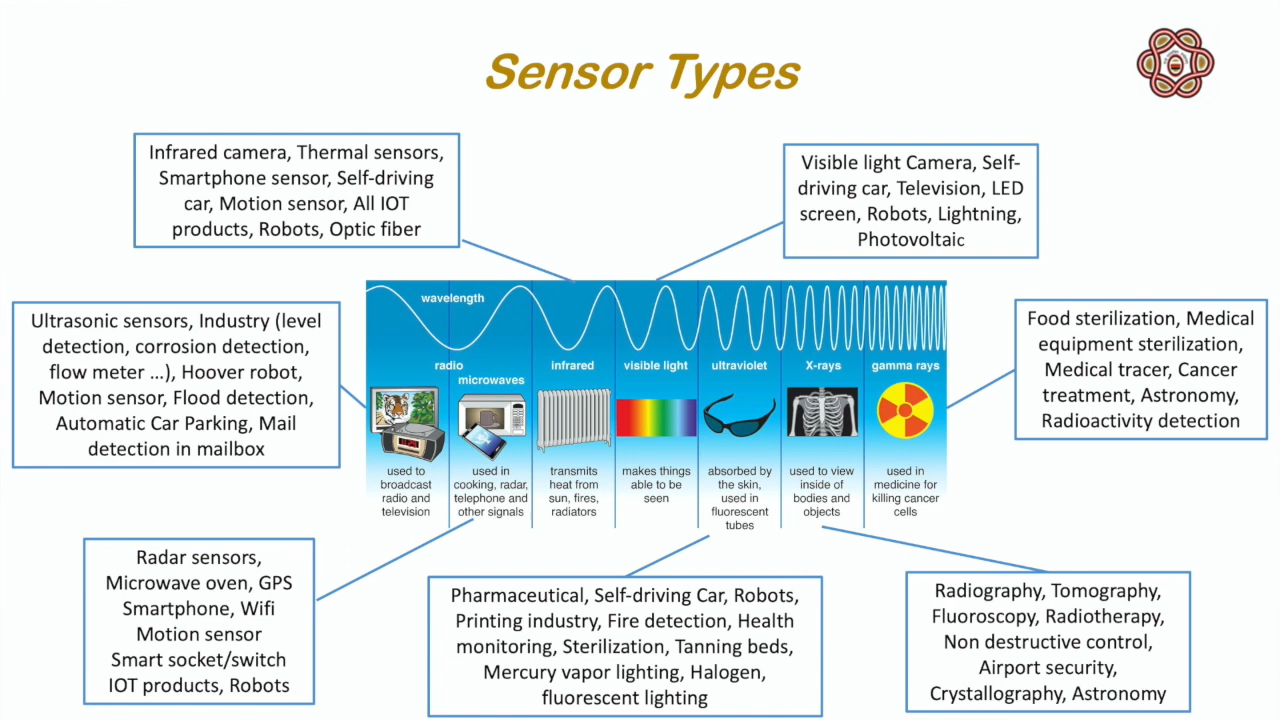 Sensor Types
Infrared camera, Thermal sensors,
Smartphone sensor, Self-driving
car, Motion sensor, All IOT
products, Robots, Optic fiber
Visible light Camera, Self-
driving car, Television, LED
screen, Robots, Lightning,
Photovoltaic
Ultrasonic sensors, Industry (level
detection, corrosion detection,
flow meter ...), Hoover robot,
Motion sensor, Flood detection,
Automatic Car Parking, Mail
detection in mailbox
wavelength
radio
microwaves
infrared
visible light
ultraviolet
X-rays
gamma rays
used to
broadcast
radio and
television
used in
cooking, radar,
telephone and
other signals
transmits
heat from
sun, fires,
radiators
makes things
able to be
seen
absorbed by
the skin,
used in
fluorescent
tubes
used to view
inside of
bodies and
objects
used in
medicine for
killing cancer
cells
Food sterilization, Medical
equipment sterilization,
Medical tracer, Cancer
treatment, Astronomy,
Radioactivity detection
Radar sensors,
Microwave oven, GPS
Smartphone, Wifi
Motion sensor
Smart socket/switch
IOT products, Robots
Pharmaceutical, Self-driving Car, Robots,
Printing industry, Fire detection, Health
monitoring, Sterilization, Tanning beds,
Mercury vapor lighting, Halogen,
fluorescent lighting
Radiography, Tomography,
Fluoroscopy, Radiotherapy,
Non destructive control,
Airport security,
Crystallography, Astronomy